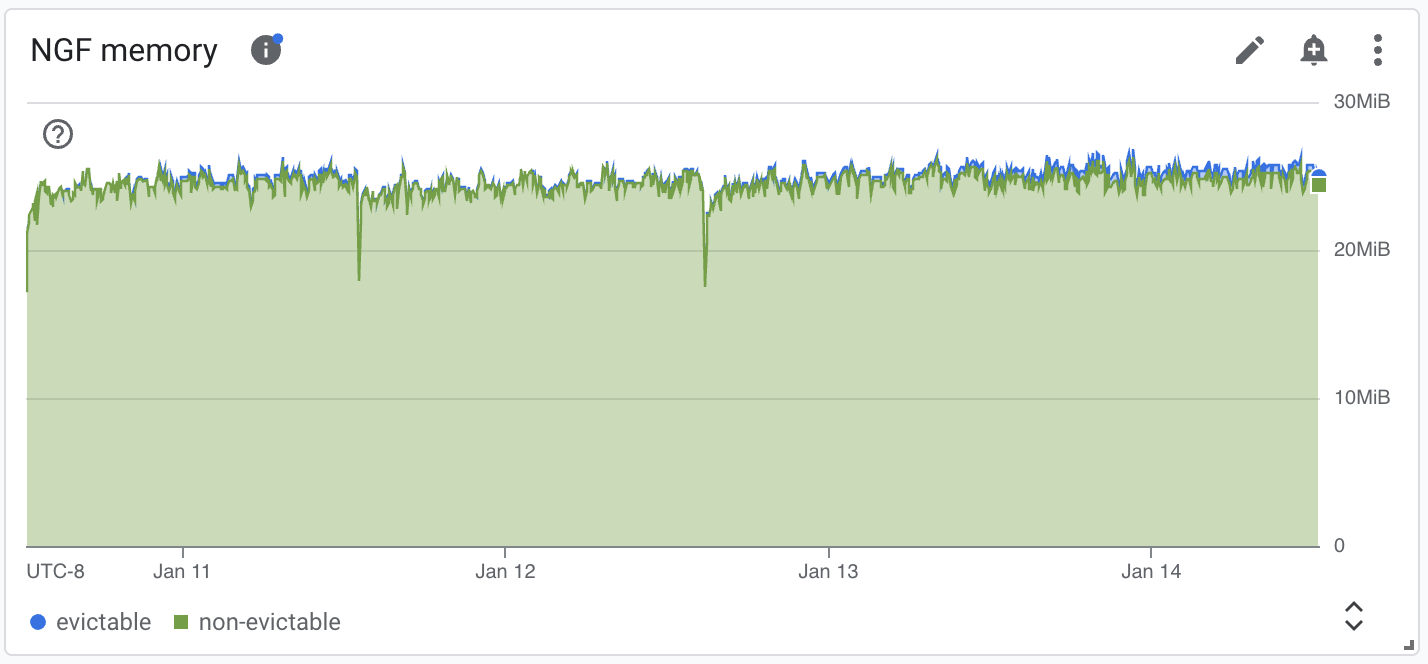 NGF memory
30MiB
20MiB
10MiB
0
UTC-8 Jan 11 Jan 12 Jan 13 Jan 14
evictable non-evictable